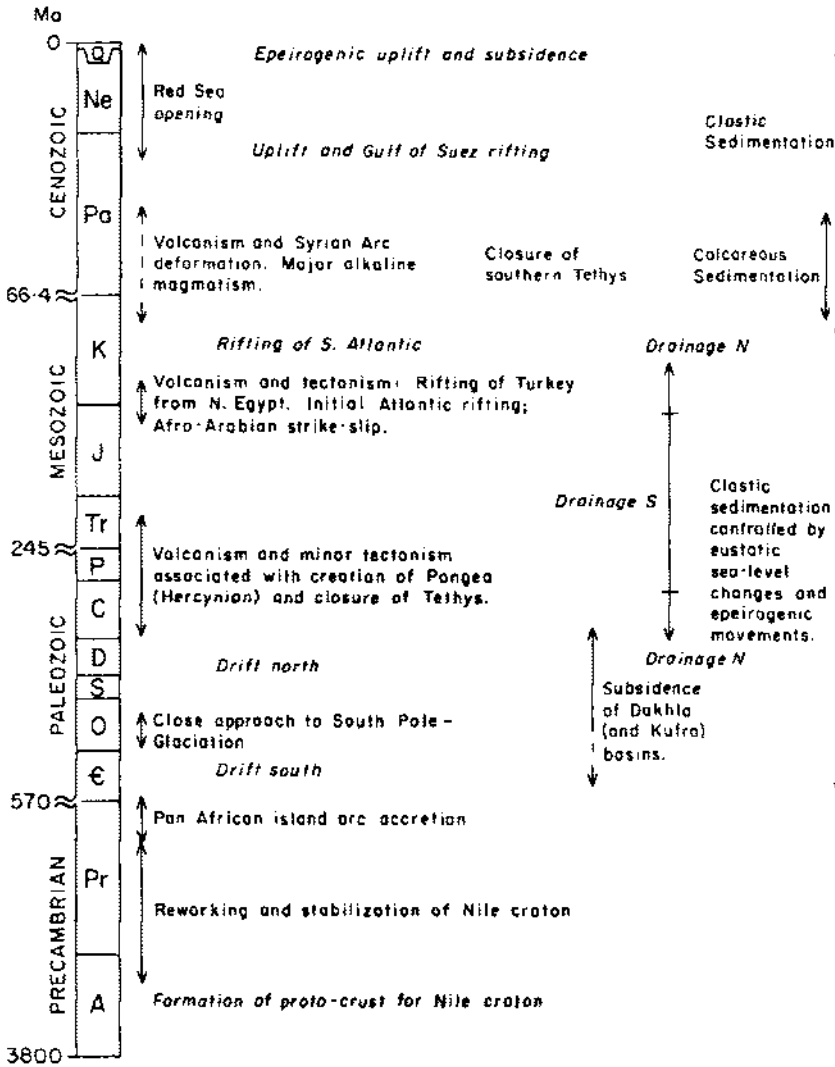 Ma
0
Q
Ne
Pa
66·4
K
J
Tr
245
P
C
D
S
O
€
570
Pr
A
3800
CENOZOIC
MESOZOIC
PALEOZOIC
PRECAMBRIAN
Epeirogenic uplift and subsidence
Red Sea
opening
Clastic
Sedimentation
Uplift and Gulf of Suez rifting
Volcanism and Syrian Arc
deformation. Major alkaline
magmatism.
Closure of
southern Tethys
Calcareous
Sedimentation
Rifting of S. Atlantic
Drainage N
Volcanism and tectonism: Rifting of Turkey
from N. Egypt. Initial Atlantic rifting;
Afro-Arabian strike-slip.
Drainage S
Clastic
sedimentation
controlled by
eustatic
sea-level
changes and
epeirogenic
movements.
Volcanism and minor tectonism
associated with creation of Pangea
(Hercynian) and closure of Tethys.
Drift north
Drainage N
Subsidence
of Dakhla
(and Kufra)
basins.
Close approach to South Pole-
Glaciation
Drift south
Pan African island arc accretion
Reworking and stabilization of Nile craton
Formation of proto-crust for Nile craton